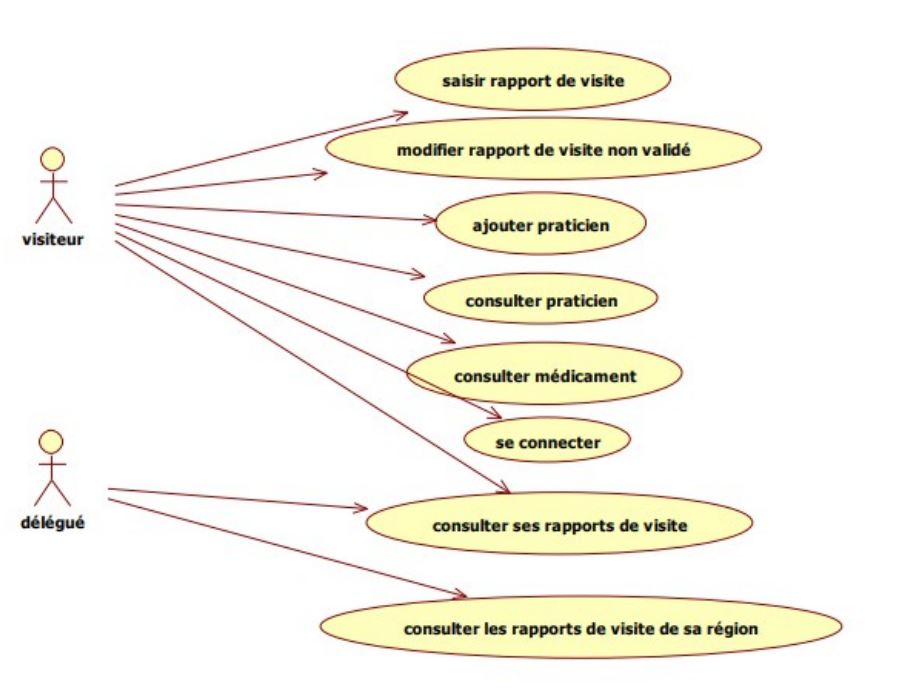 saisir rapport de visite
modifier rapport de visite non validé
visiteur
ajouter praticien
consulter praticien
consulter médicament
se connecter
délégué
consulter ses rapports de visite
consulter les rapports de visite de sa région